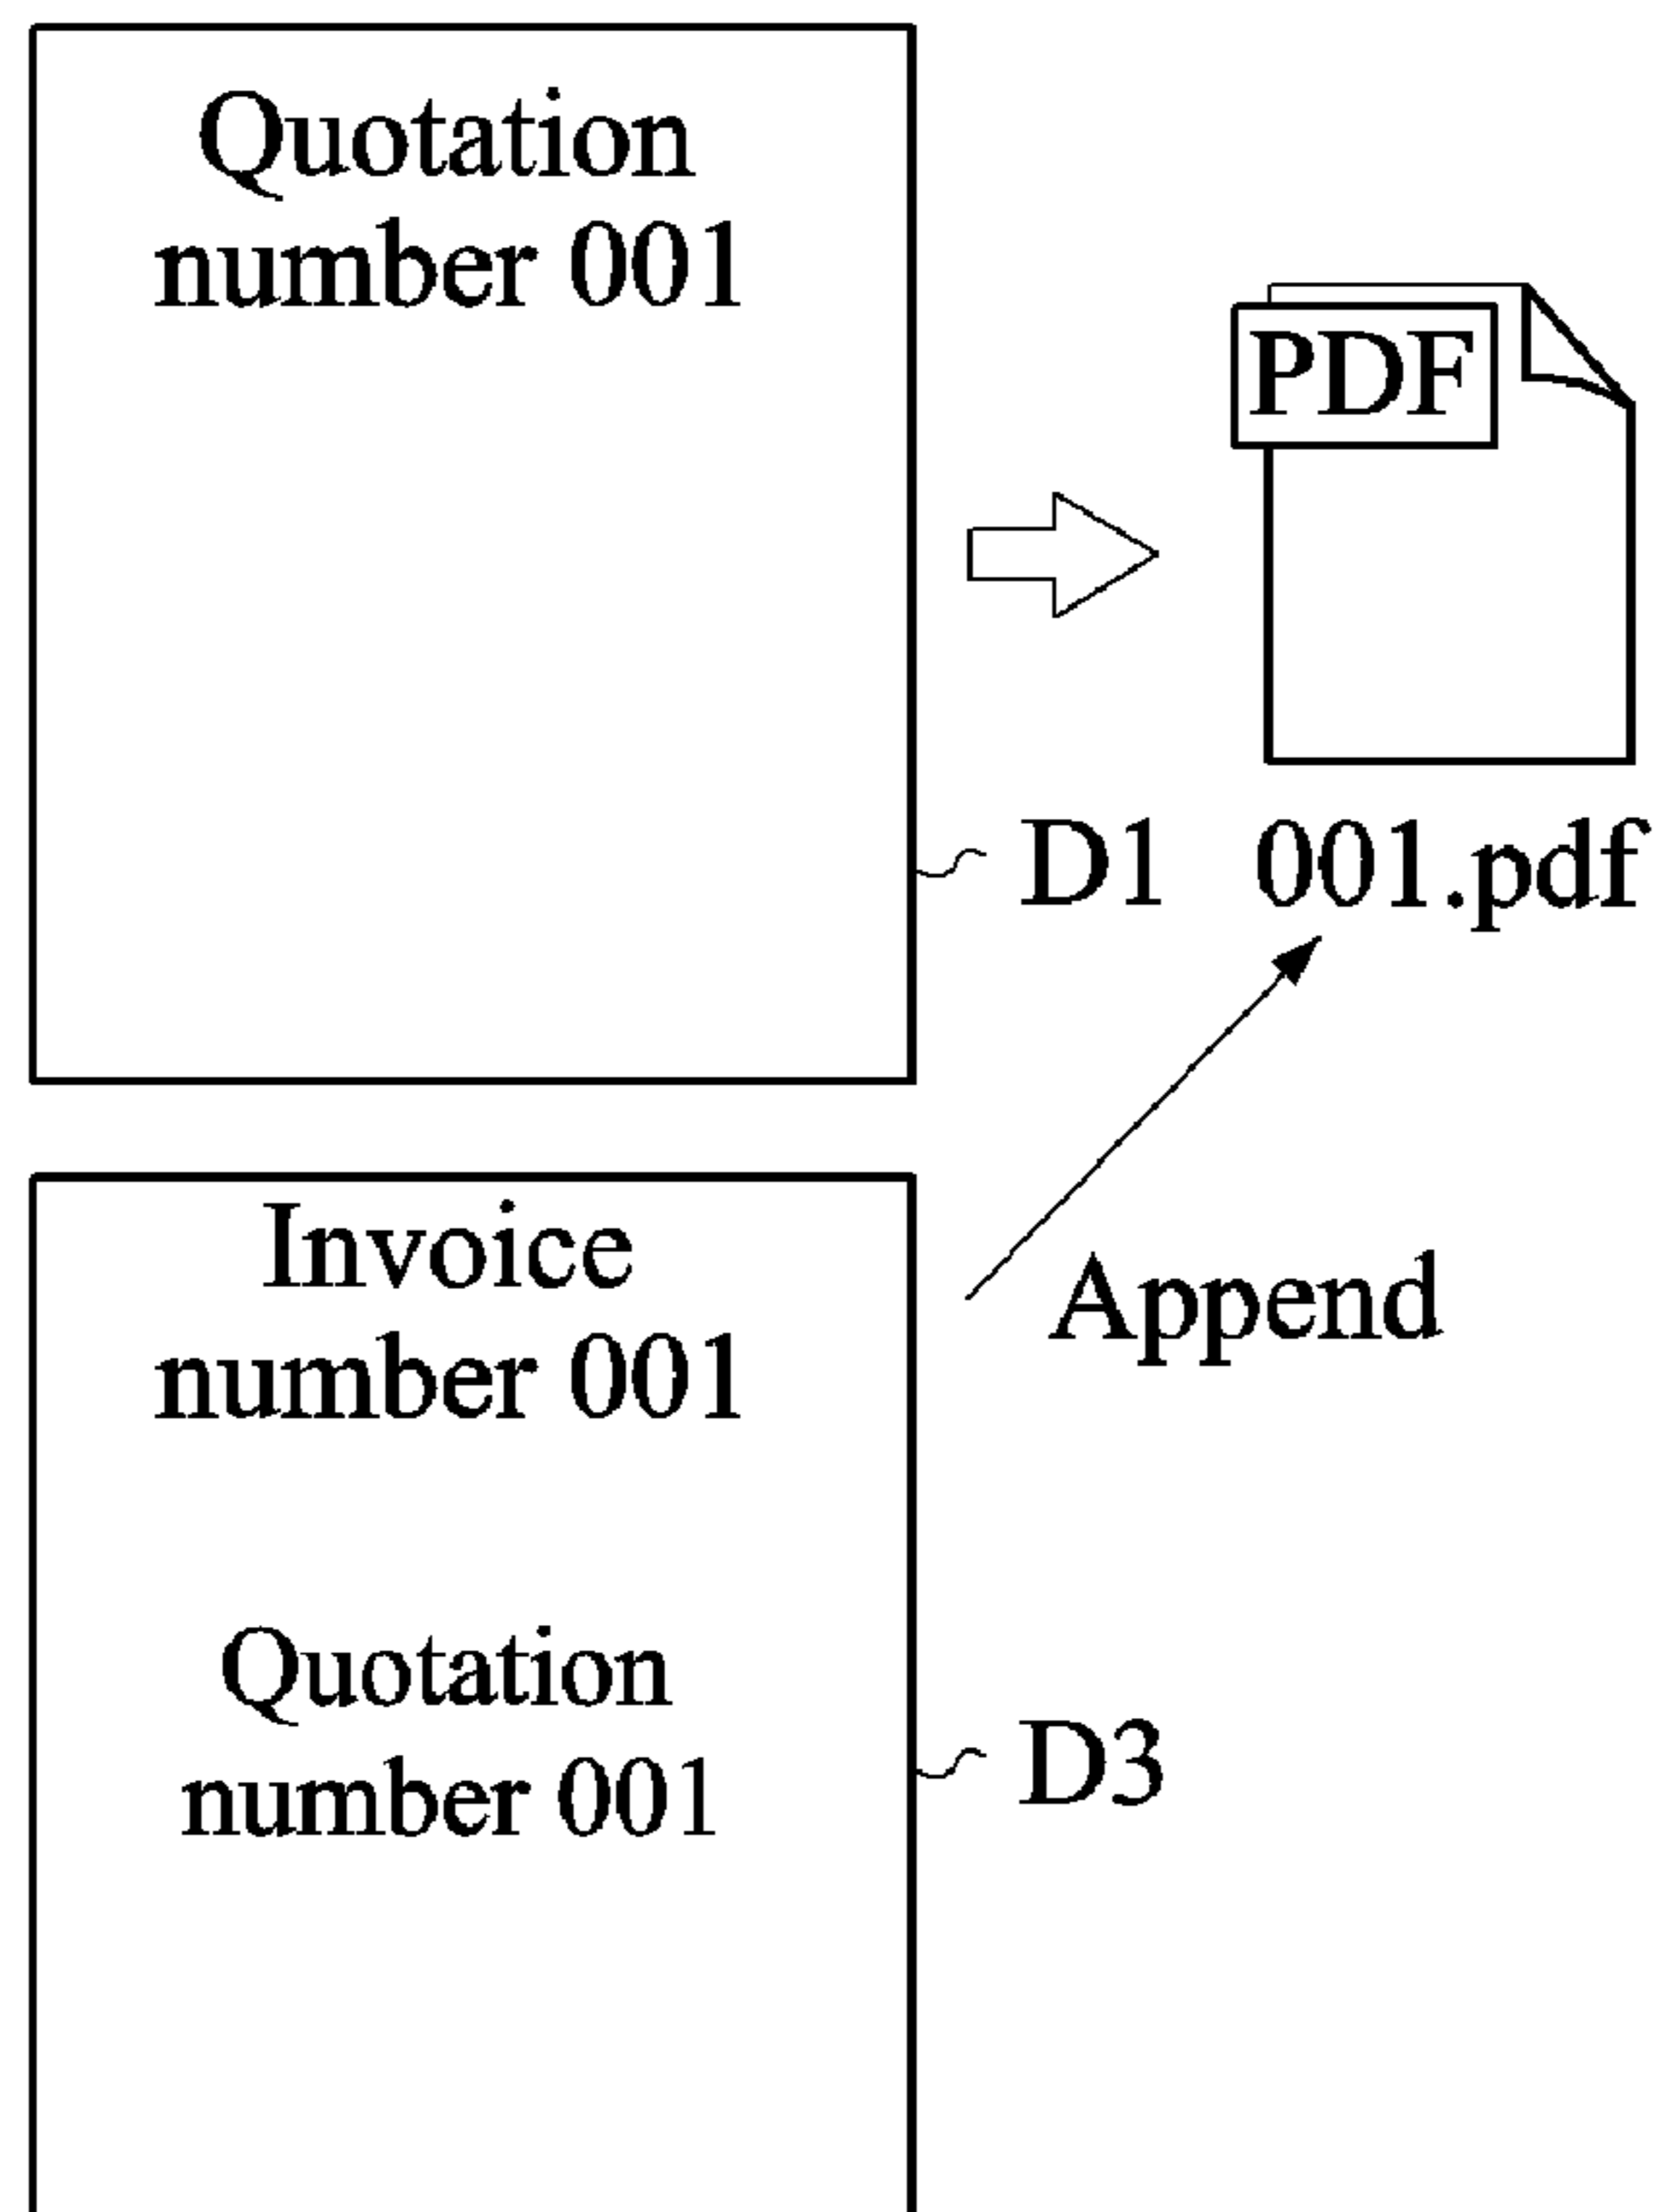 Quotation
number 001
PDF
D1
001.pdf
Invoice
number 001
Append
Quotation
number 001
D3